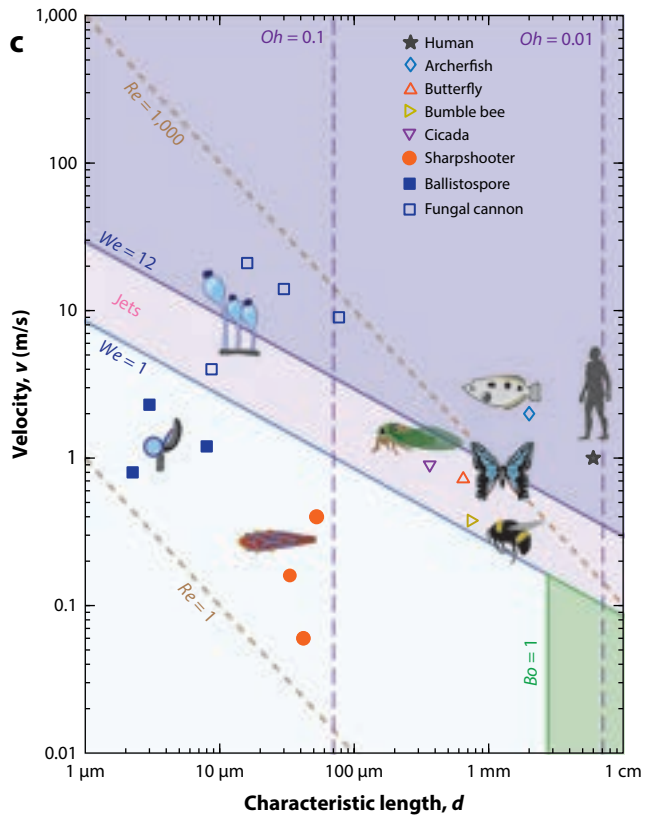 c
1,000
100
10
1
0.1
0.01
Velocity, v (m/s)
1 μm
10 μm
100 μm
1 mm
1 cm
Characteristic length, d
Oh = 0.1
Oh = 0.01
Re = 1,000
We = 12
Jets
We = 1
Re = 1
Bo = 1
Human
Archerfish
Butterfly
Bumble bee
Cicada
Sharpshooter
Ballistospore
Fungal cannon